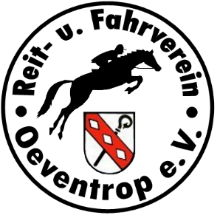 • Reit- u. Fahrverein •
Oeventrop e.V.